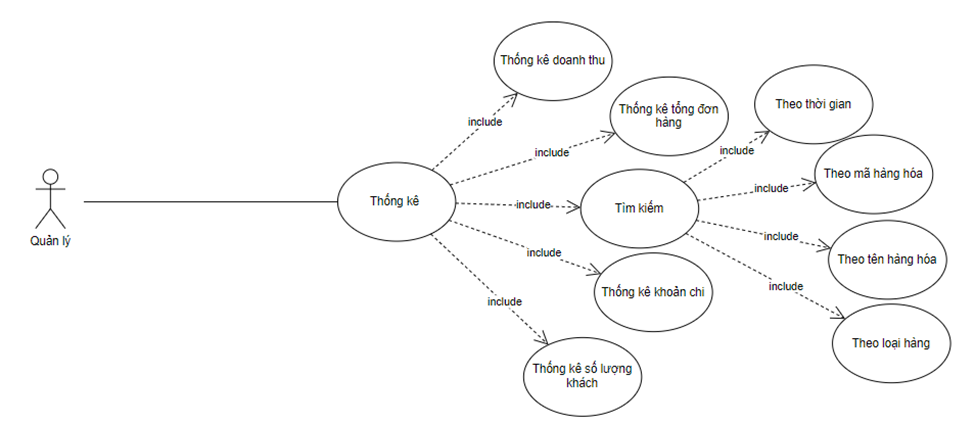 Thống kê doanh thu
Thống kê tổng đơn
hàng
Theo thời gian
include
include
include
Theo mã hàng hóa
include
Thống kê
include
Tìm kiếm
Quản lý
include
include
Theo tên hàng hóa
include
Thống kê khoản chi
include
include
Theo loại hàng
Thống kê số lượng
khách